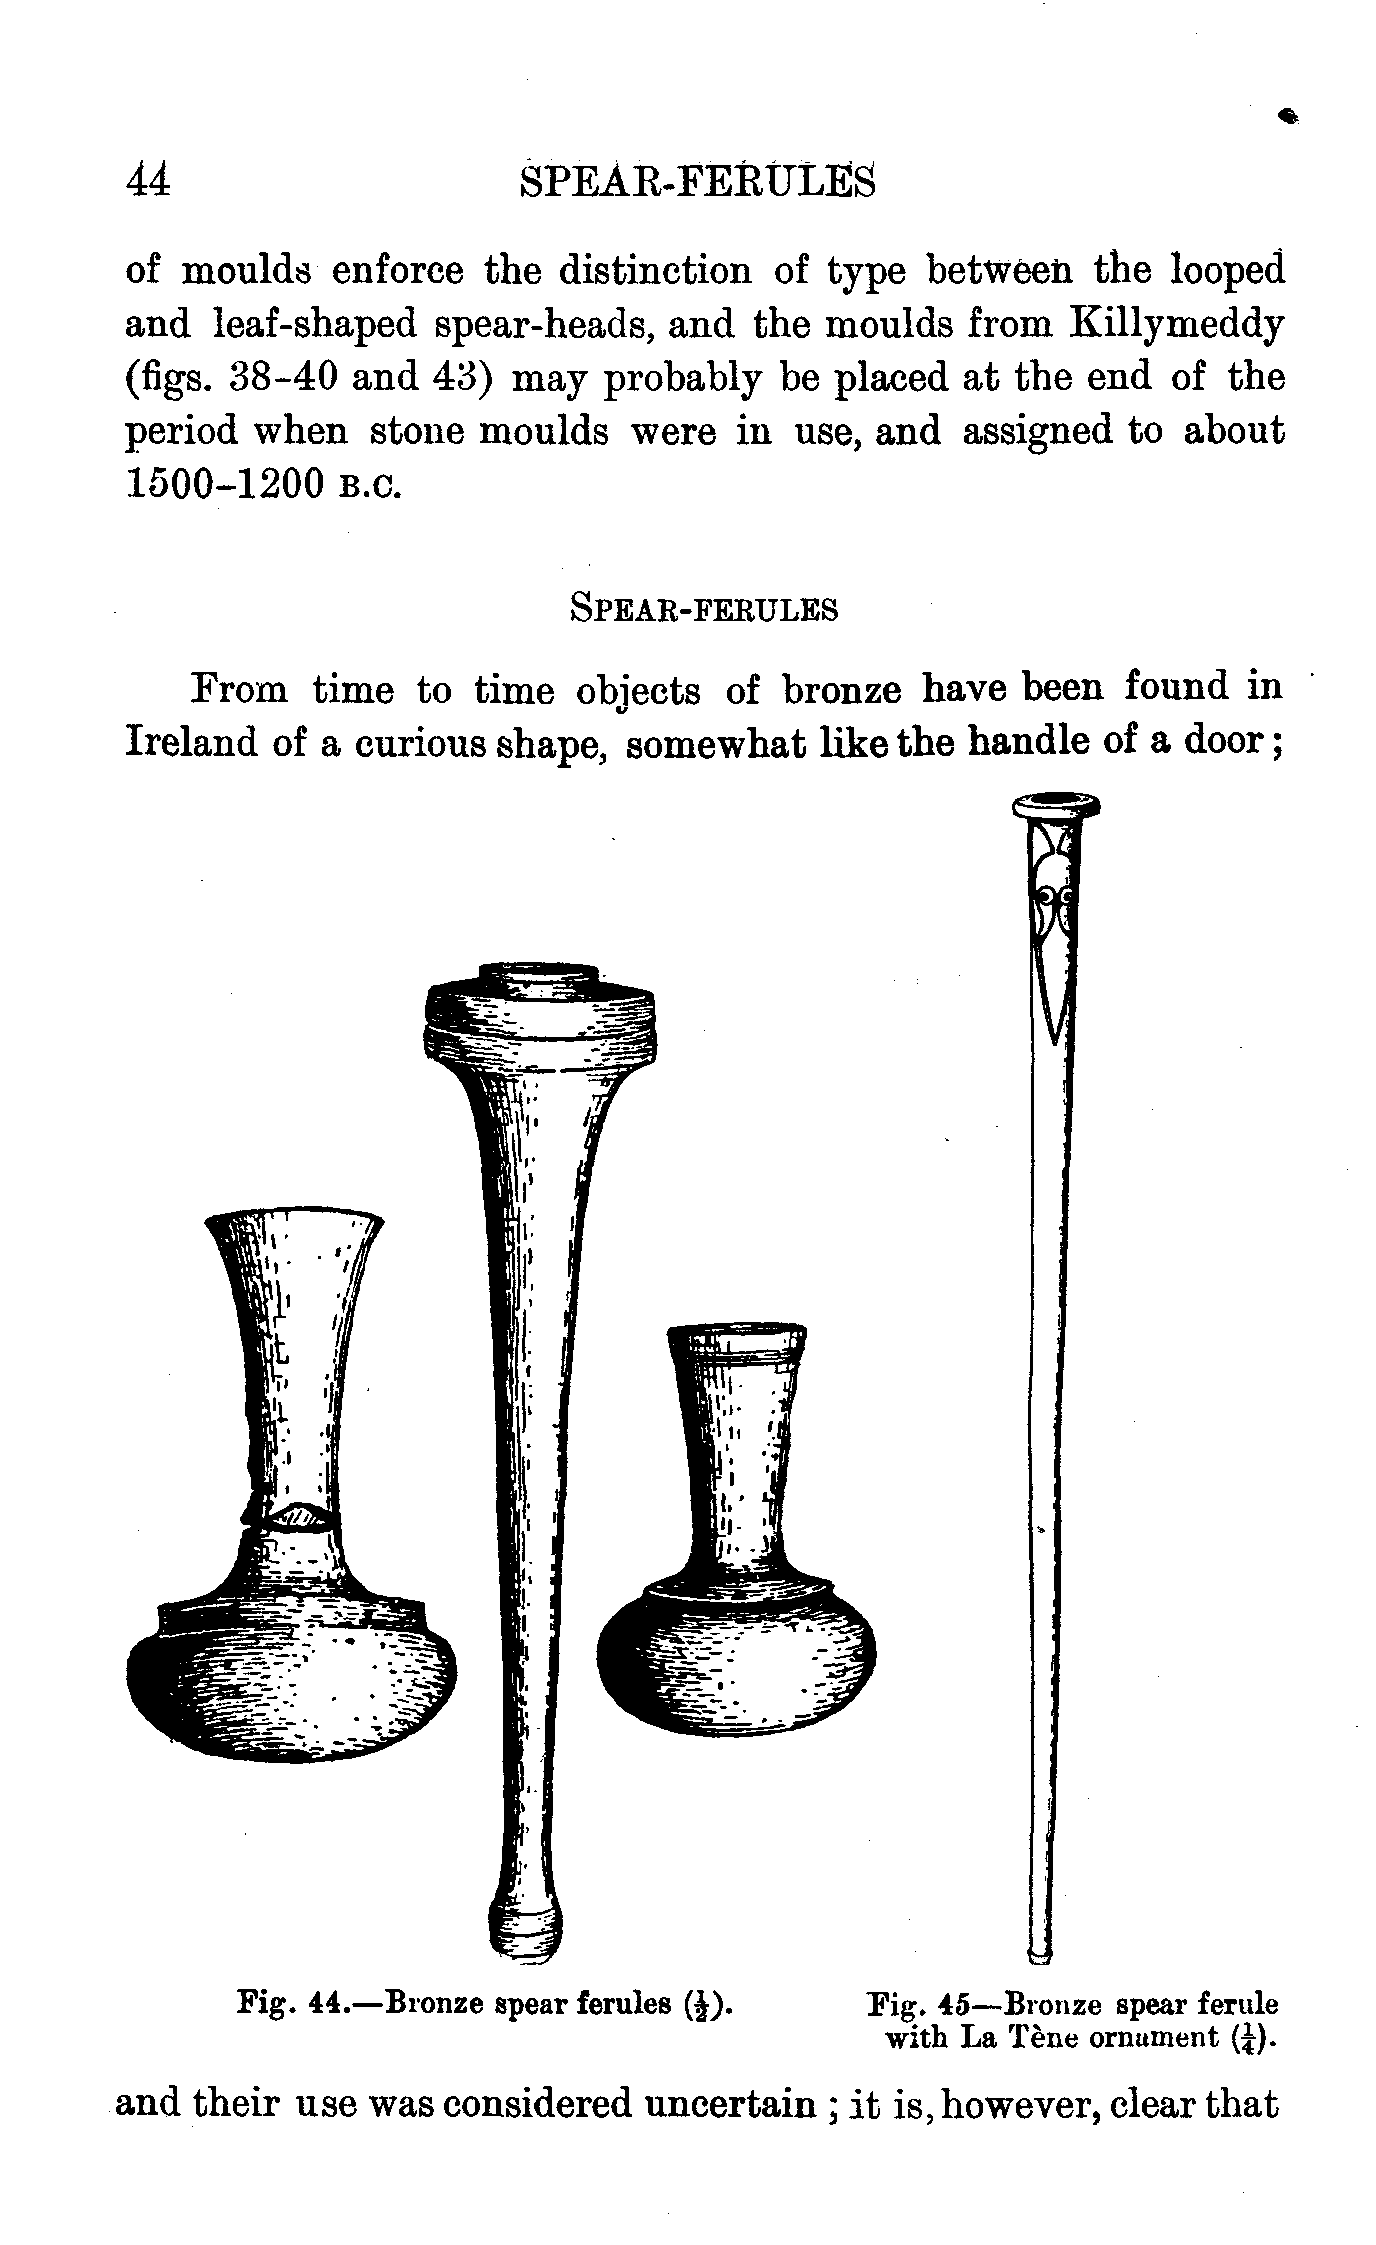 44 SPEAR-FERULES
of moulds enforce the distinction of type between the looped
and leaf-shaped spear-heads, and the moulds from Killymeddy
(figs. 38-40 and 43) may probably be placed at the end of the
period when stone moulds were in use, and assigned to about
1500-1200 B.C.
SPEAR-FERULES
From time to time objects of bronze have been found in
Ireland of a curious shape, somewhat like the handle of a door;
Fig. 44.—Bronze spear ferules (½).
Fig. 45—Bronze spear ferule
with La Tène ornament (¼).
and their use was considered uncertain ; it is, however, clear that